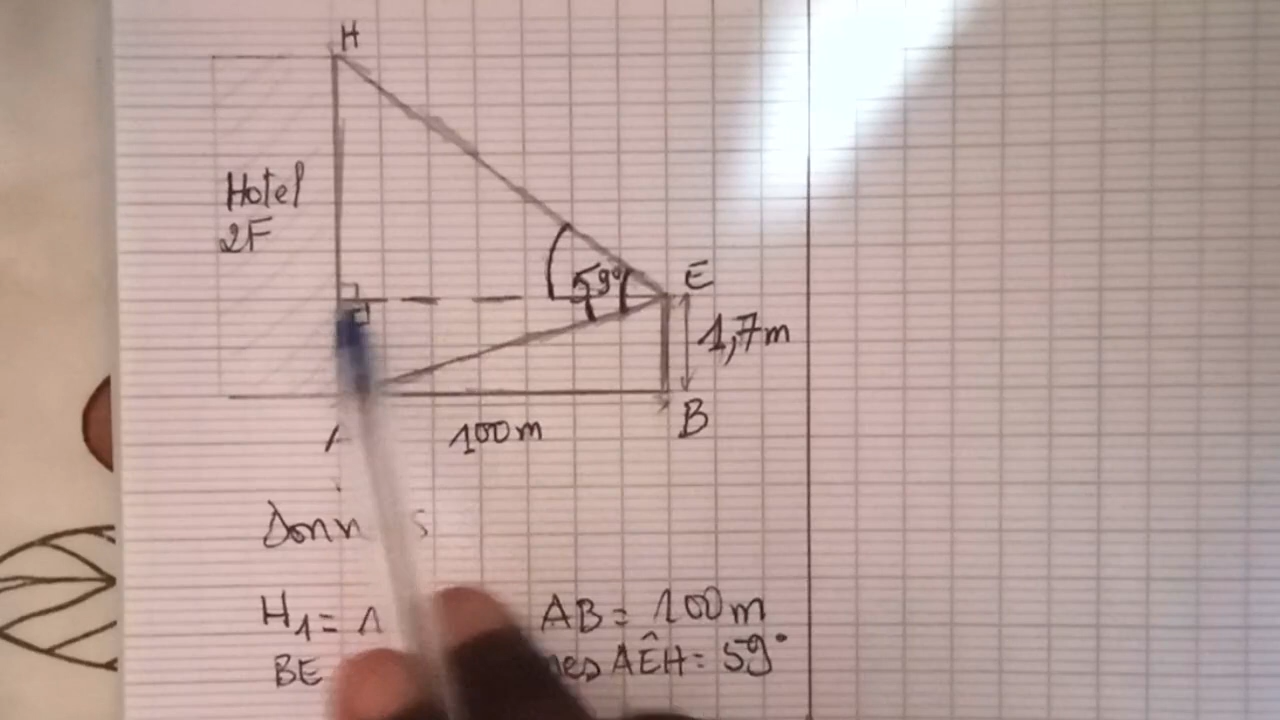 H
Hotel
2F
59°
E
1,7m
B
100m
H1 = 1
AB = 100m
BE
AÊH = 59°